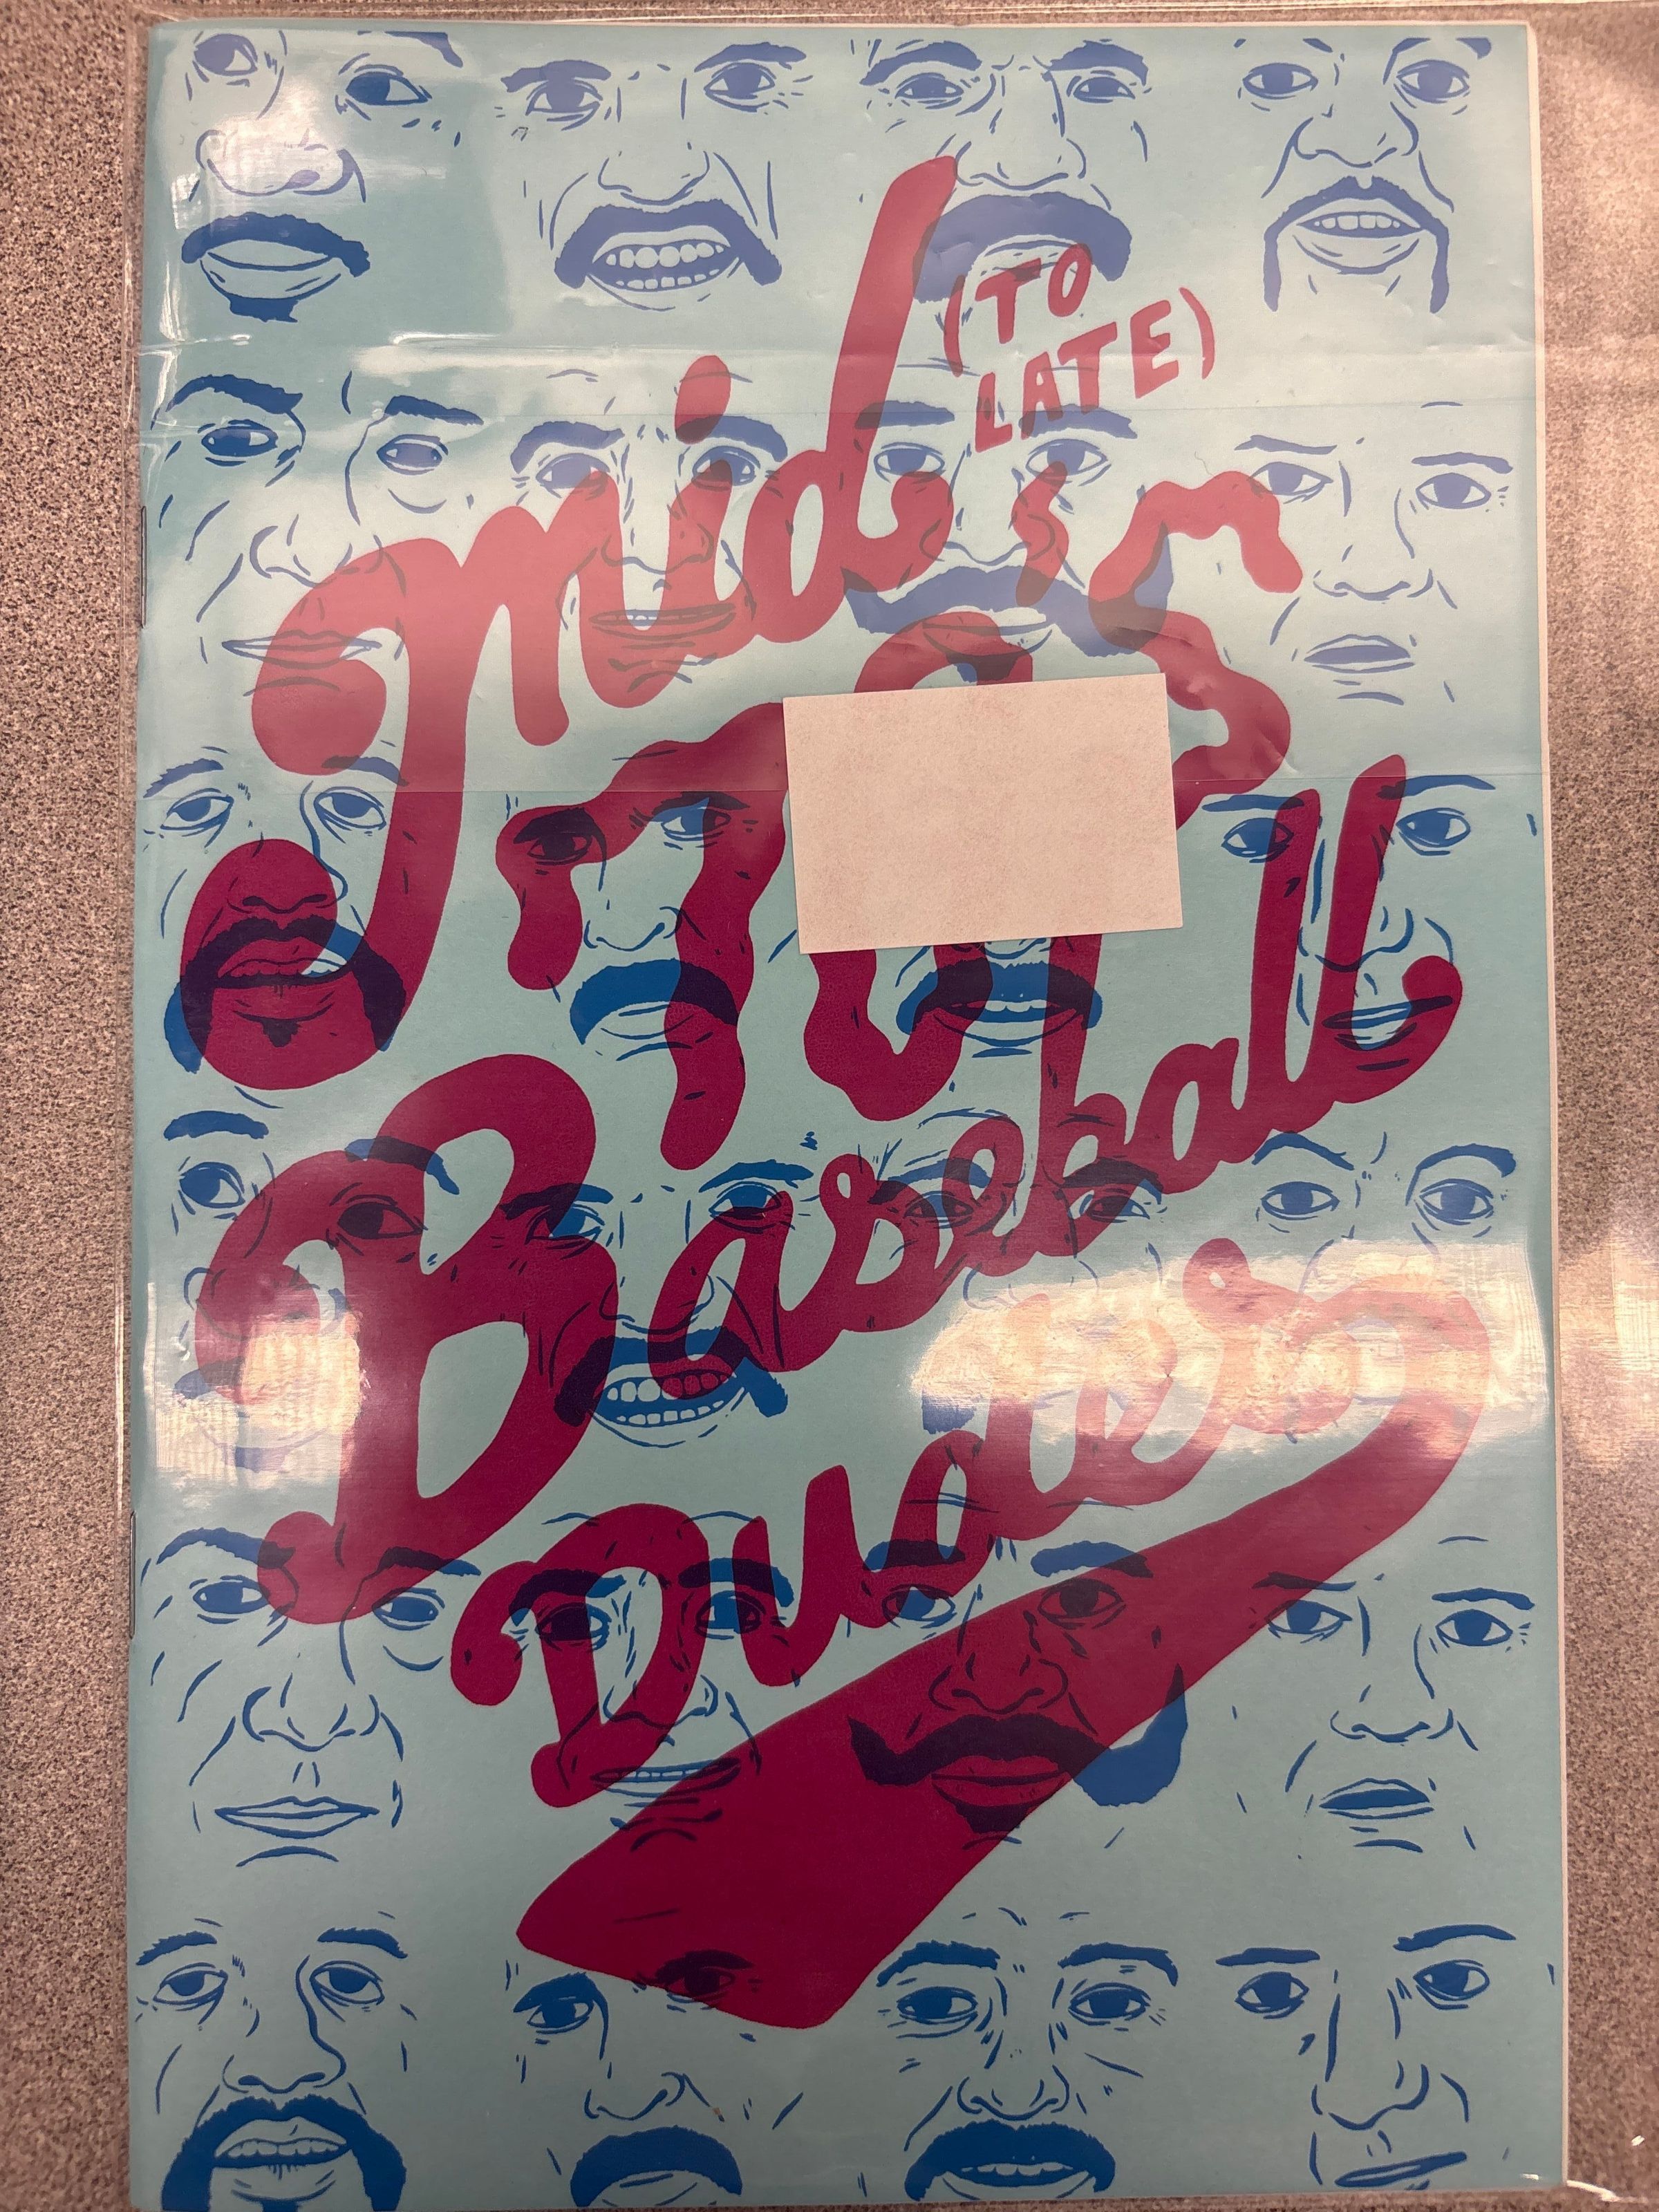 mid
(TO
LATE)
70's
Baseball
Dudes